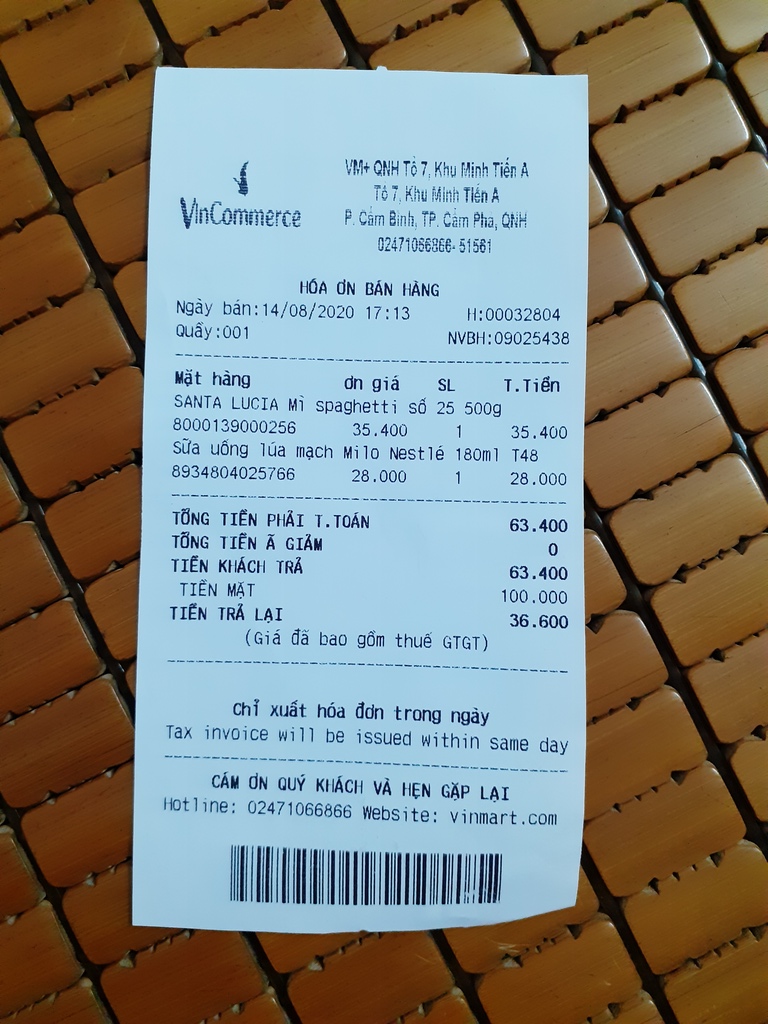 VinCommerce
VM+ QNH Tổ 7, Khu Minh Tiến A
Tổ 7, Khu Minh Tiến A
P. Cẩm Bình, TP. Cẩm Phả, QNH
02471066866- 51561
HÓA ƠN BÁN HÀNG
Ngày bán:14/08/2020 17:13 H:00032804
Quầy:001 NVBH:09025438
Mặt hàng ơn giá SL T.Tiền
SANTA LUCIA Mì spaghetti số 25 500g
8000139000256 35.400 1 35.400
Sữa uống lúa mạch Milo Nestlé 180ml T48
8934804025766 28.000 1 28.000
TỔNG TIỀN PHẢI T.TOÁN 63.400
TỔNG TIỀN Ã GIẢM 0
TIỀN KHÁCH TRẢ 63.400
TIỀN MẶT 100.000
TIỀN TRẢ LẠI 36.600
(Giá đã bao gồm thuế GTGT)
Chỉ xuất hóa đơn trong ngày
Tax invoice will be issued within same day
CÁM ƠN QUÝ KHÁCH VÀ HẸN GẶP LẠI
Hotline: 02471066866 Website: vinmart.com